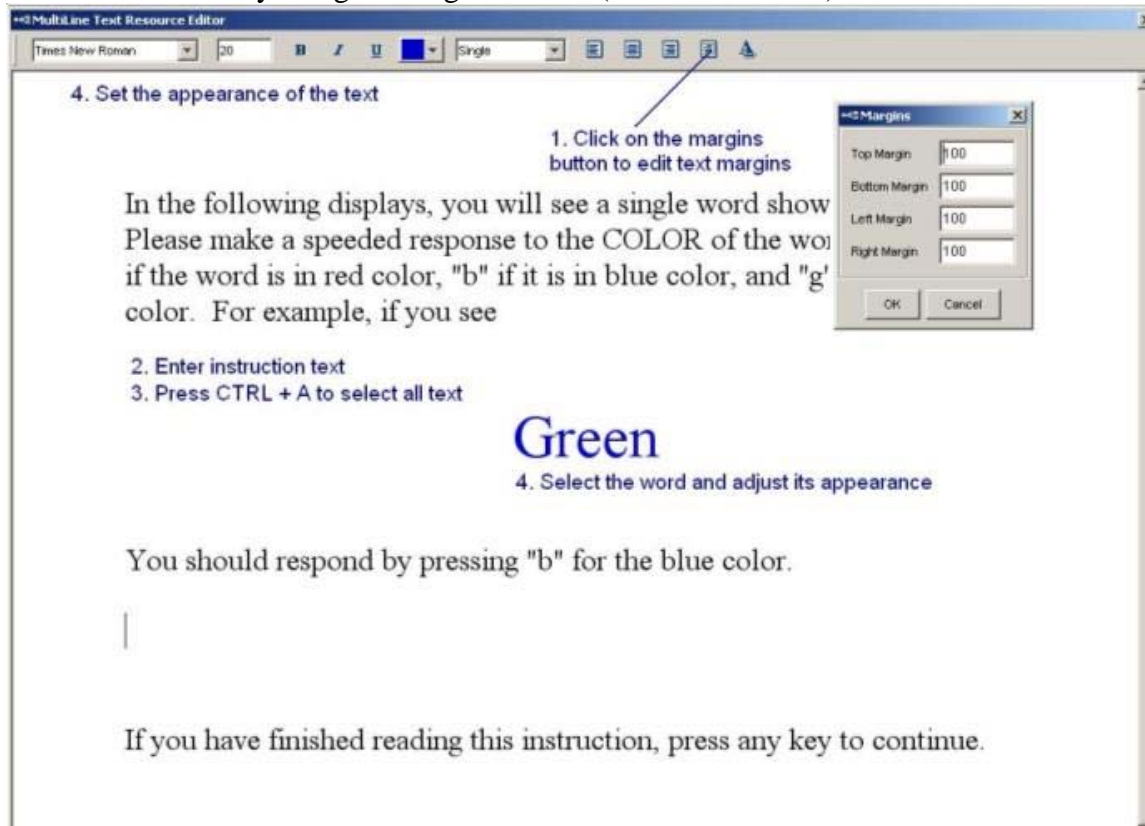 MultiLine Text Resource Editor
Times New Roman 20 B I U Single A
4. Set the appearance of the text
1. Click on the margins
button to edit text margins
Margins
Top Margin 100
Bottom Margin 100
Left Margin 100
Right Margin 100
OK Cancel
In the following displays, you will see a single word show
Please make a speeded response to the COLOR of the wor
if the word is in red color, "b" if it is in blue color, and "g"
color. For example, if you see
2. Enter instruction text
3. Press CTRL + A to select all text
Green
4. Select the word and adjust its appearance
You should respond by pressing "b" for the blue color.
If you have finished reading this instruction, press any key to continue.